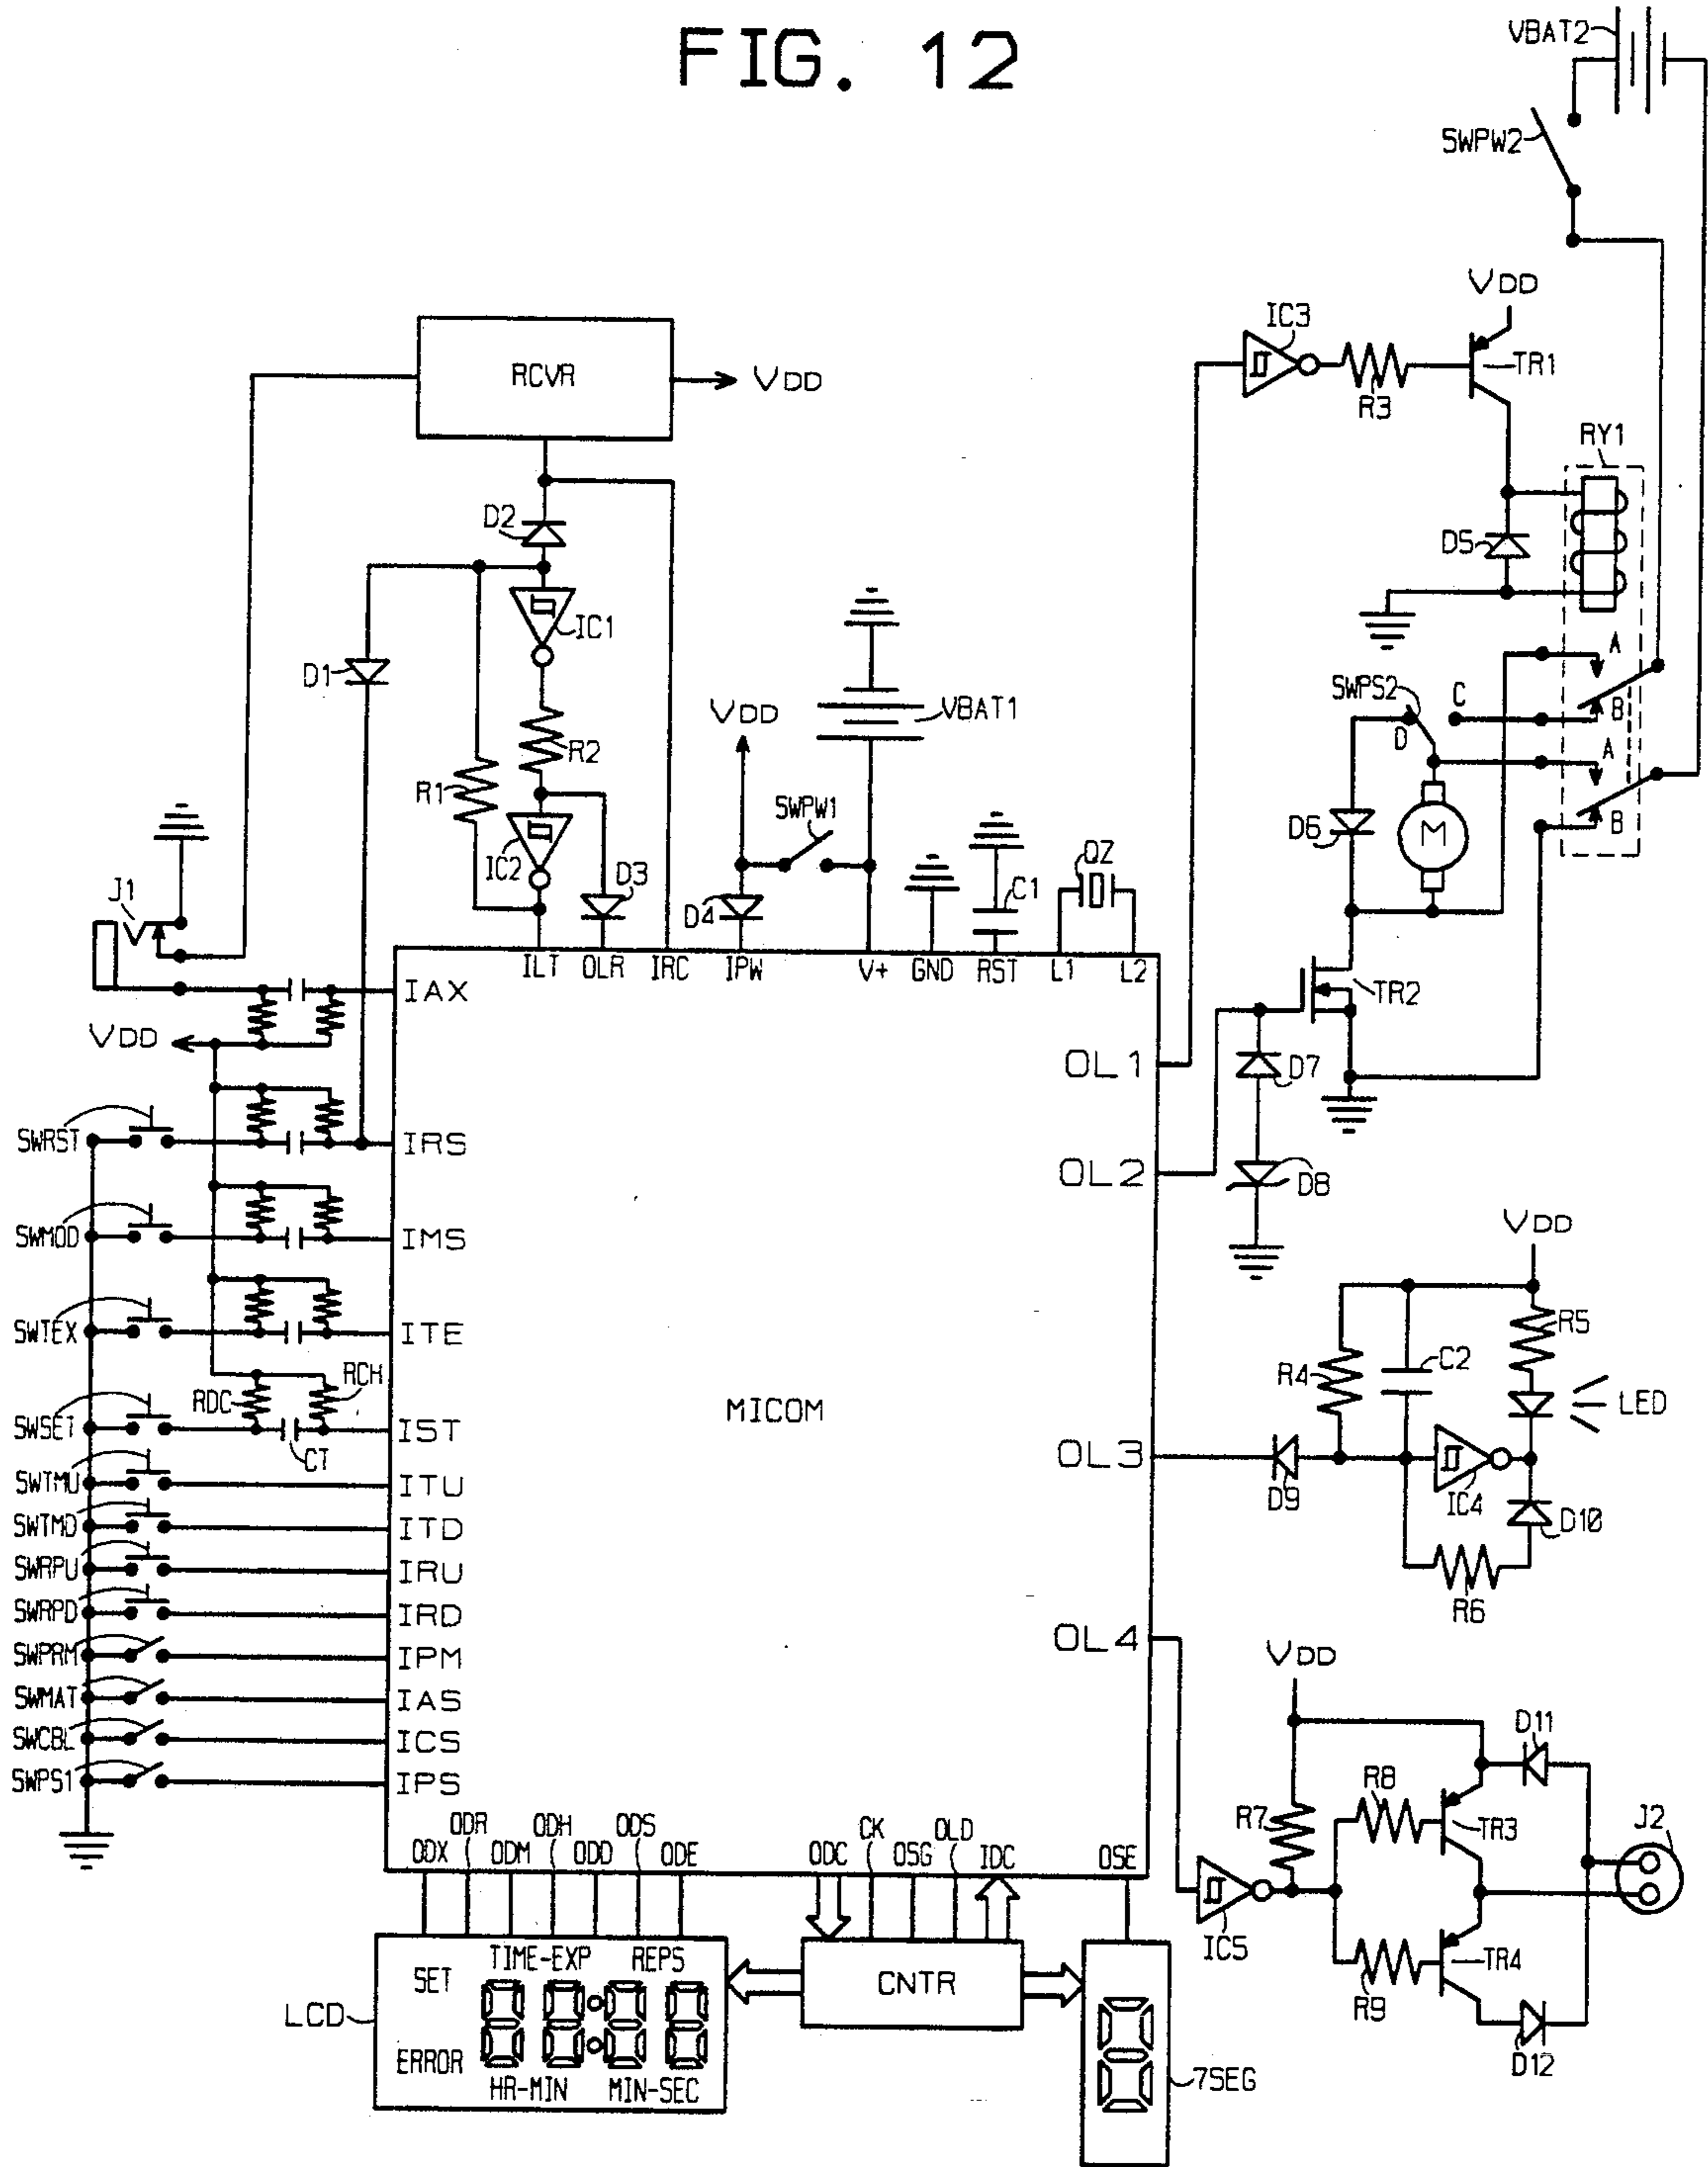 FIG. 12
VBAT2
SWPW2
VDD
IC3
TR1
R3
RCVR
VDD
RY1
D2
D5
IC1
D1
A
SWPS2
C
B
VDD
VBAT1
R2
D
A
R1
SWPW1
D6
M
B
IC2
D3
QZ
J1
D4
C1
ILT
OLR
IRC
IPW
V+
GND
RST
L1
L2
IAX
TR2
VDD
OL1
D7
SWRST
IRS
OL2
D8
SWMOD
IMS
VDD
SWTEX
ITE
R5
C2
R4
RCH
RDC
LED
MICOM
SWSET
IST
CT
OL3
SWTMU
ITU
D9
IC4
SWTMD
ITD
D10
SWRPU
IRU
SWRPD
IRD
R6
OL4
SWPRM
IPM
VDD
SWMAT
IAS
SWCBL
ICS
D11
SWPS1
IPS
R8
ODX
ODR
ODM
ODH
ODD
ODS
ODE
ODC
CK
OSG
OLD
IDC
OSE
R7
TR3
J2
IC5
TIME-EXP
REPS
SET
CNTR
TR4
R9
LCD
ERROR
HR-MIN
MIN-SEC
D12
7SEG